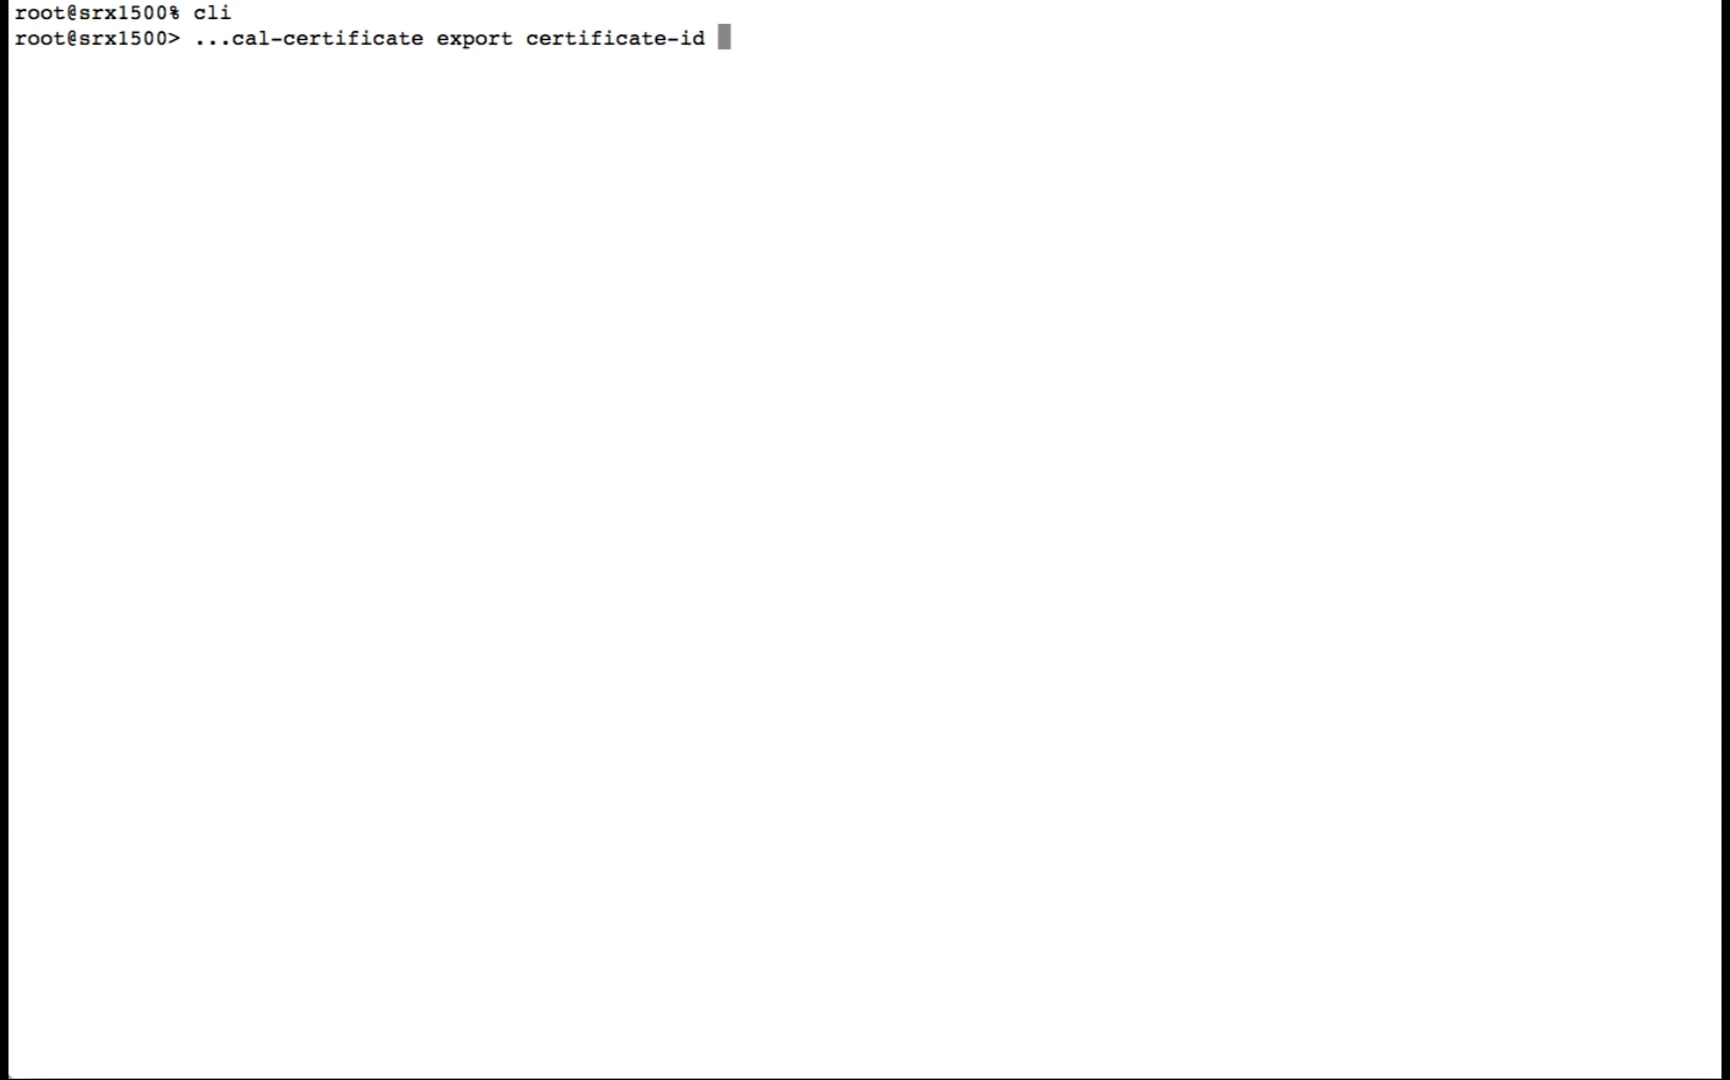 root@srx1500% cli
root@srx1500> ...cal-certificate export certificate-id